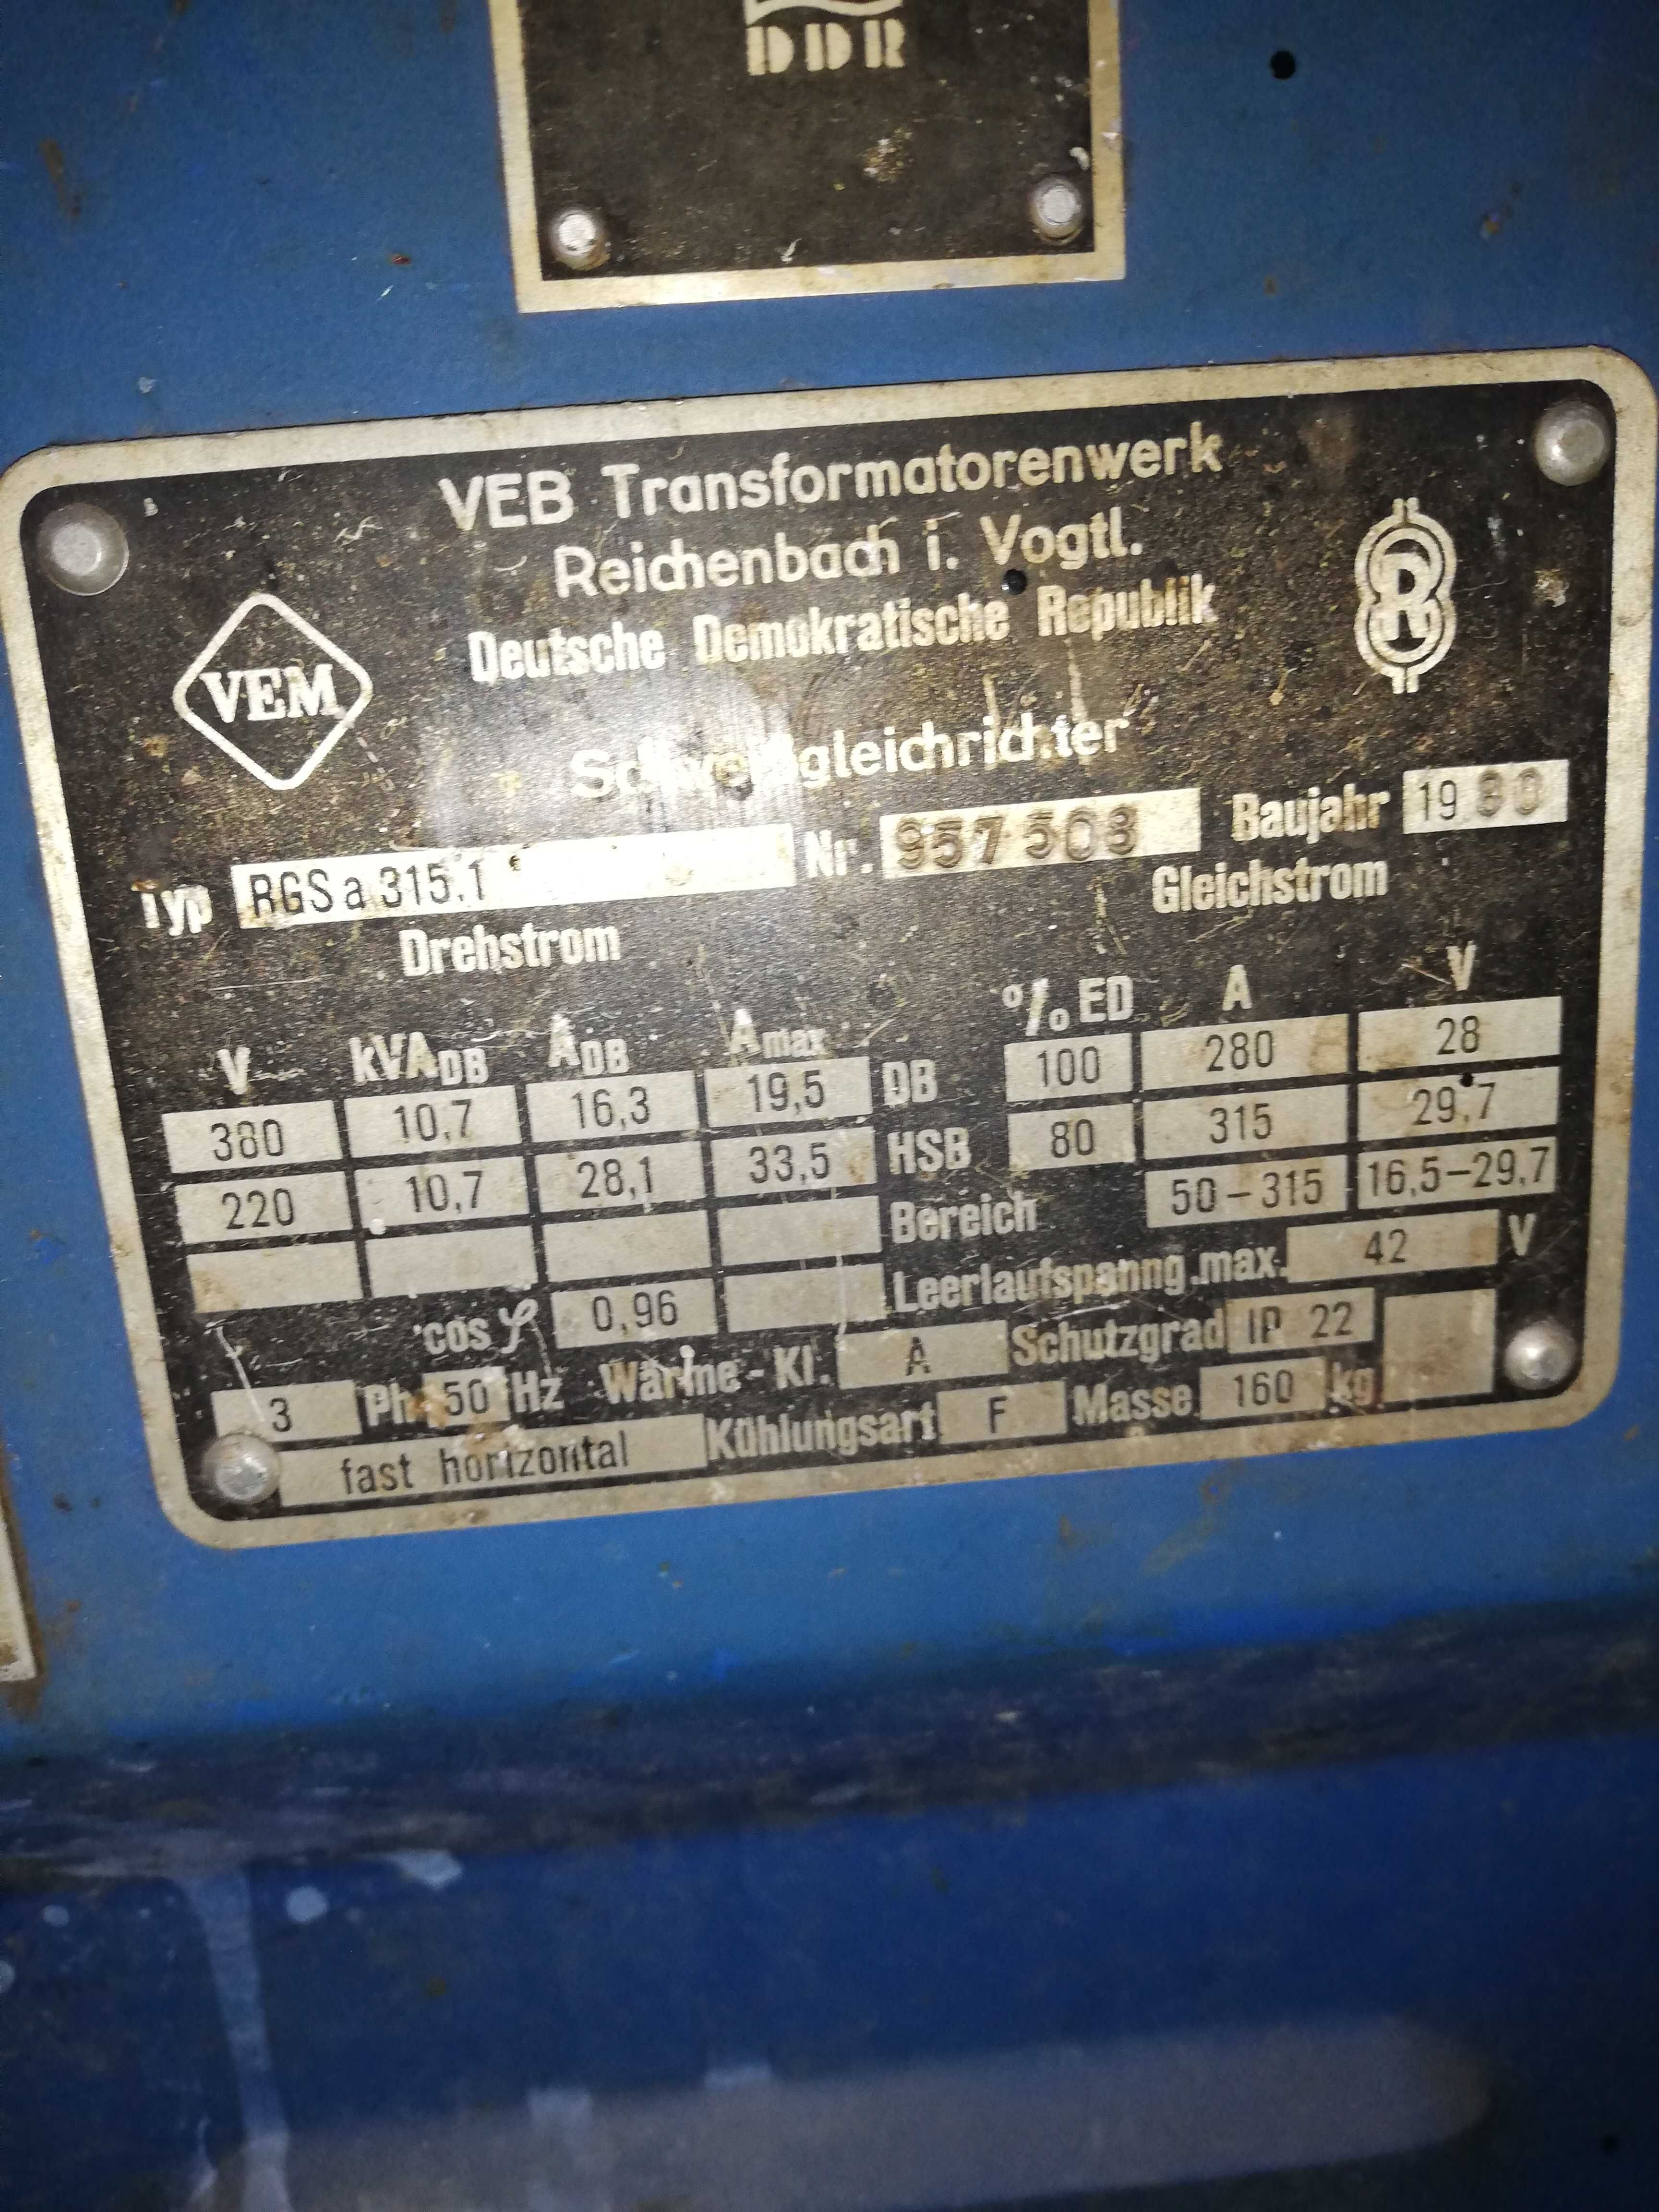 DDR
VEB Transformatorenwerk
Reichenbach i. Vogtl.
Deutsche Demokratische Republik
VEM
R
Schweißgleichrichter
Typ RGS a 315.1 Nr. 957 503 Baujahr 1980
Drehstrom Gleichstrom
V kVA DB A DB A max % ED A V
380 10,7 16,3 19,5 DB 100 280 28
220 10,7 28,1 33,5 HSB 80 315 29,7
Bereich 50-315 16,5-29,7
Leerlaufspanng.max. 42 V
cos φ 0,96
3 Ph 50 Hz Wärme-Kl. A Schutzgrad IP 22
fast horizontal Kühlungsart F Masse 160 kg